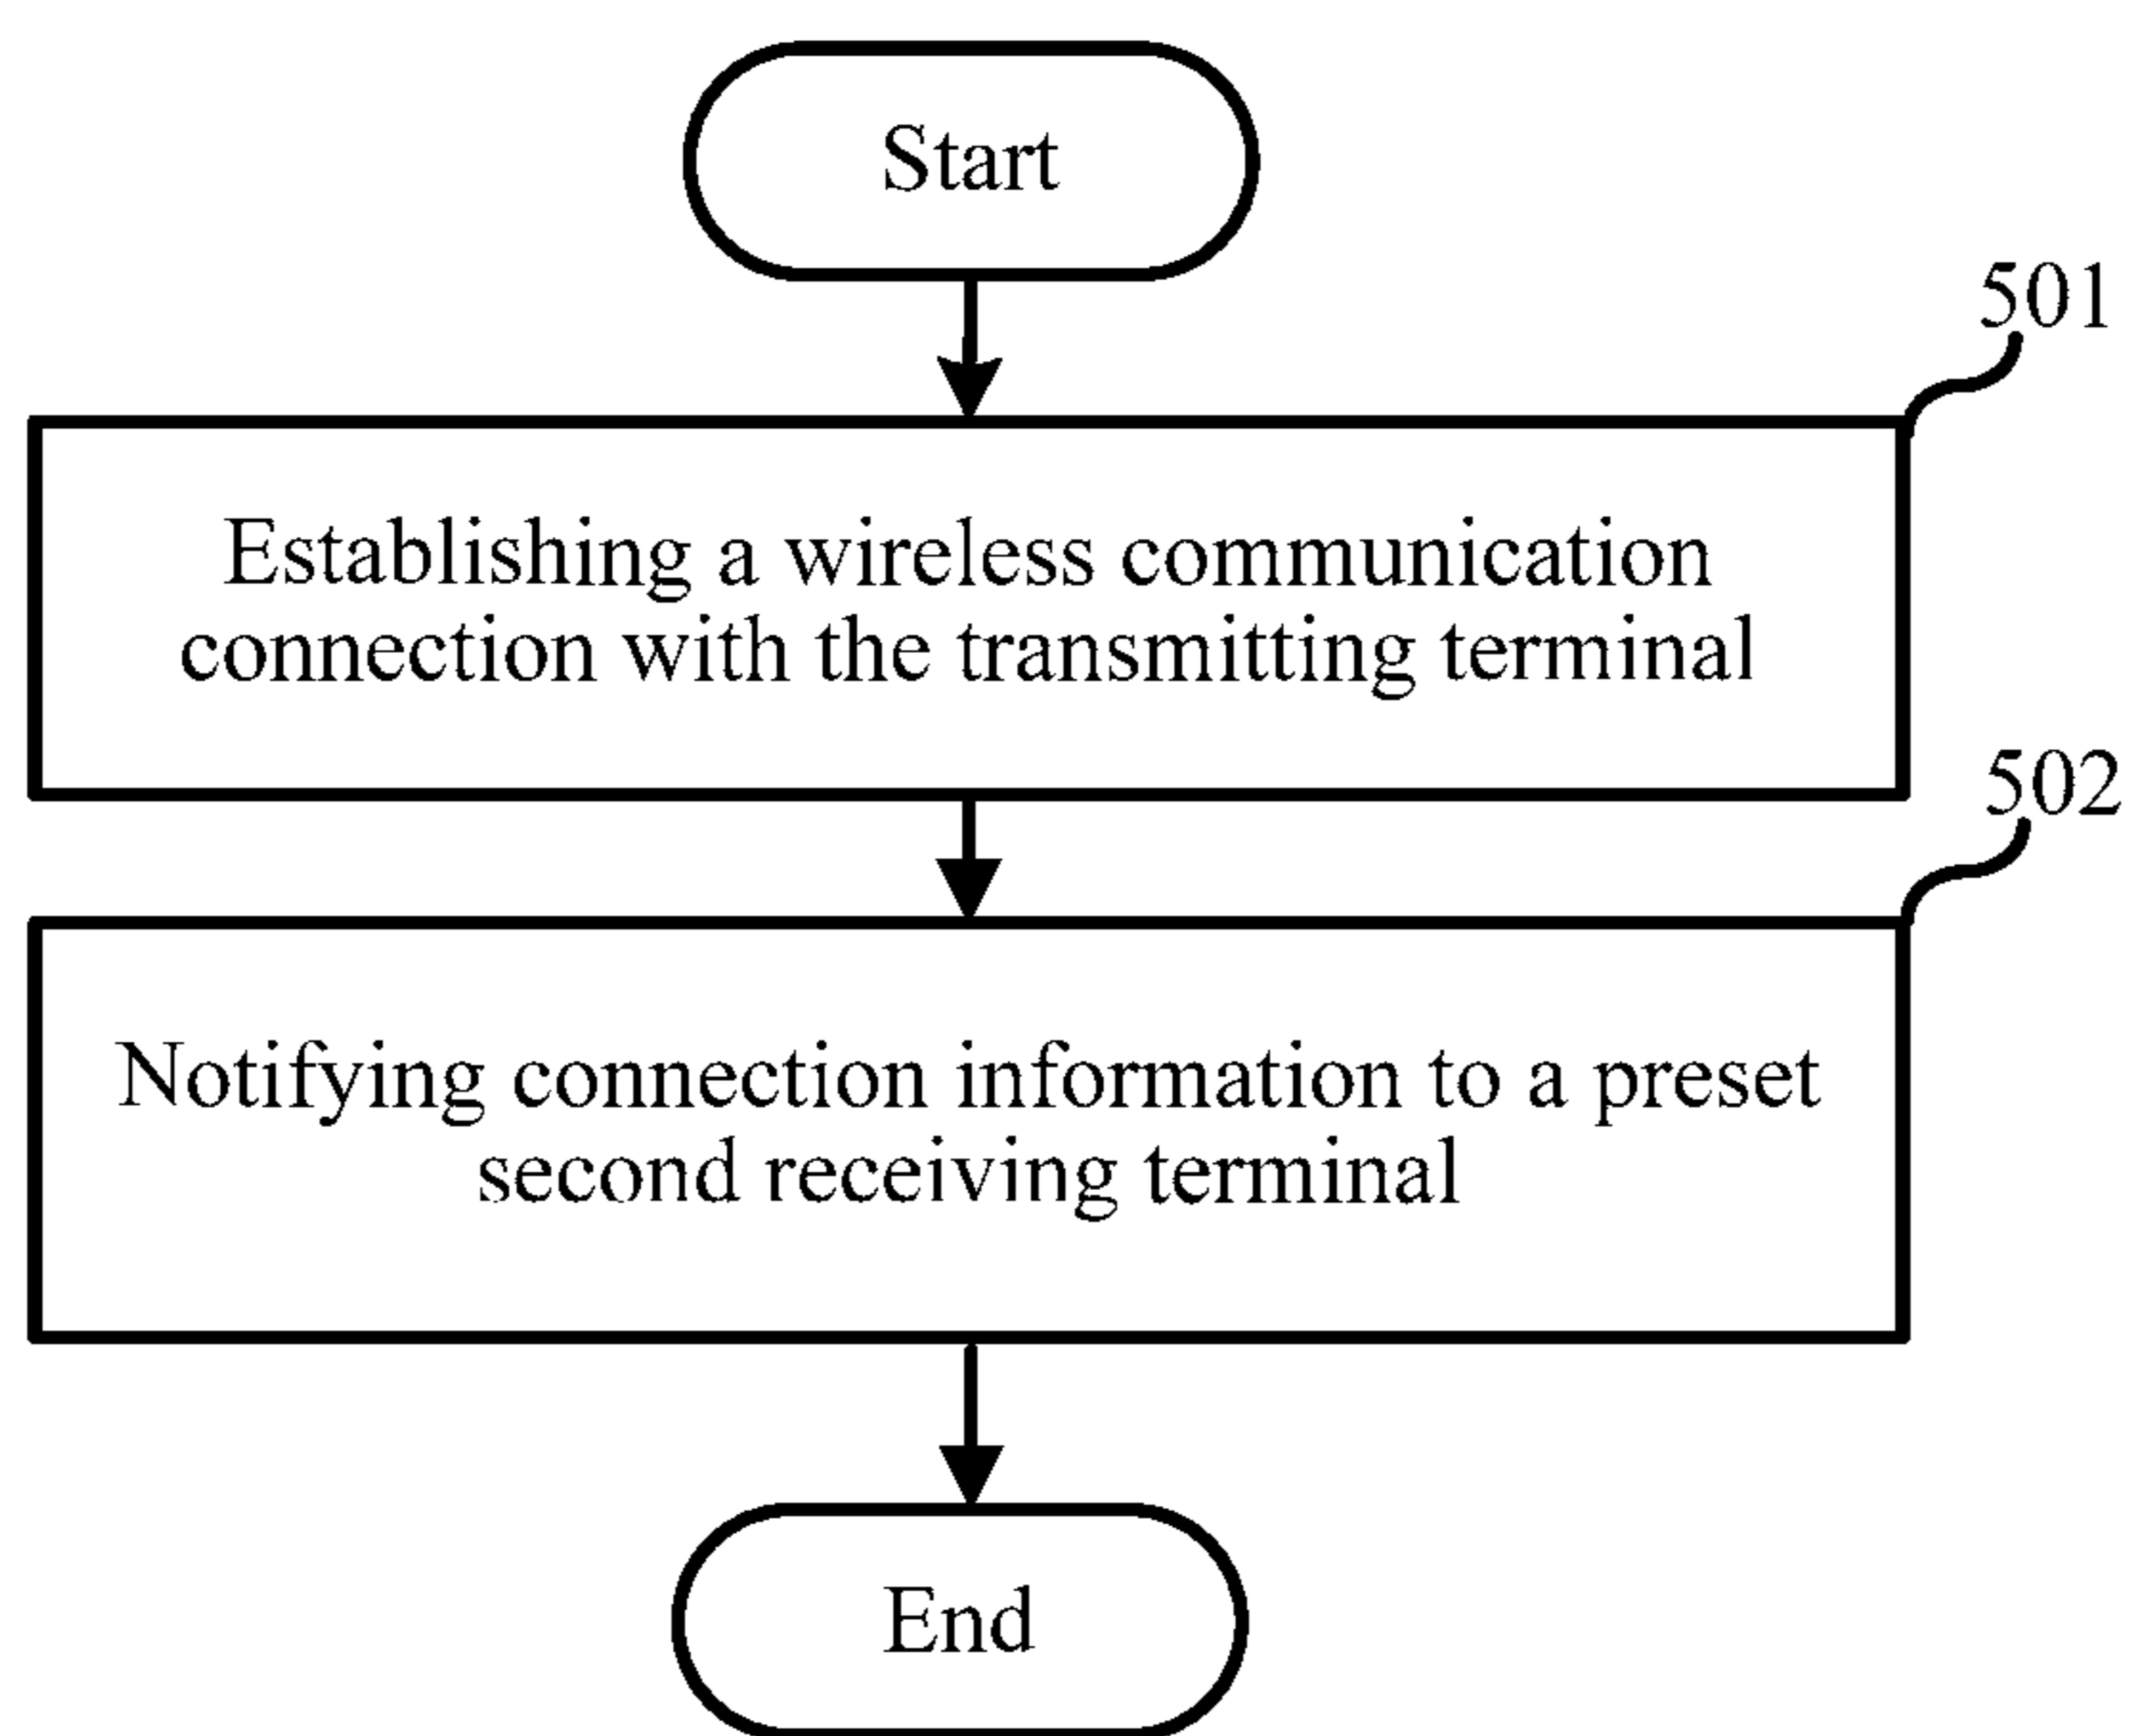 Start
501
Establishing a wireless communication
connection with the transmitting terminal
502
Notifying connection information to a preset
second receiving terminal
End